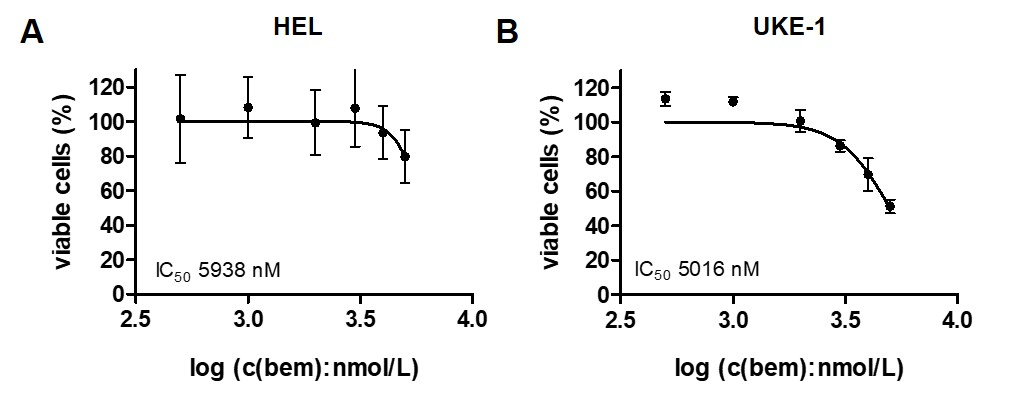 A
HEL
viable cells (%)
120
100
80
60
40
20
0
IC50 5938 nM
2.5 3.0 3.5 4.0
log (c(bem):nmol/L)
B
UKE-1
viable cells (%)
120
100
80
60
40
20
0
IC50 5016 nM
2.5 3.0 3.5 4.0
log (c(bem):nmol/L)